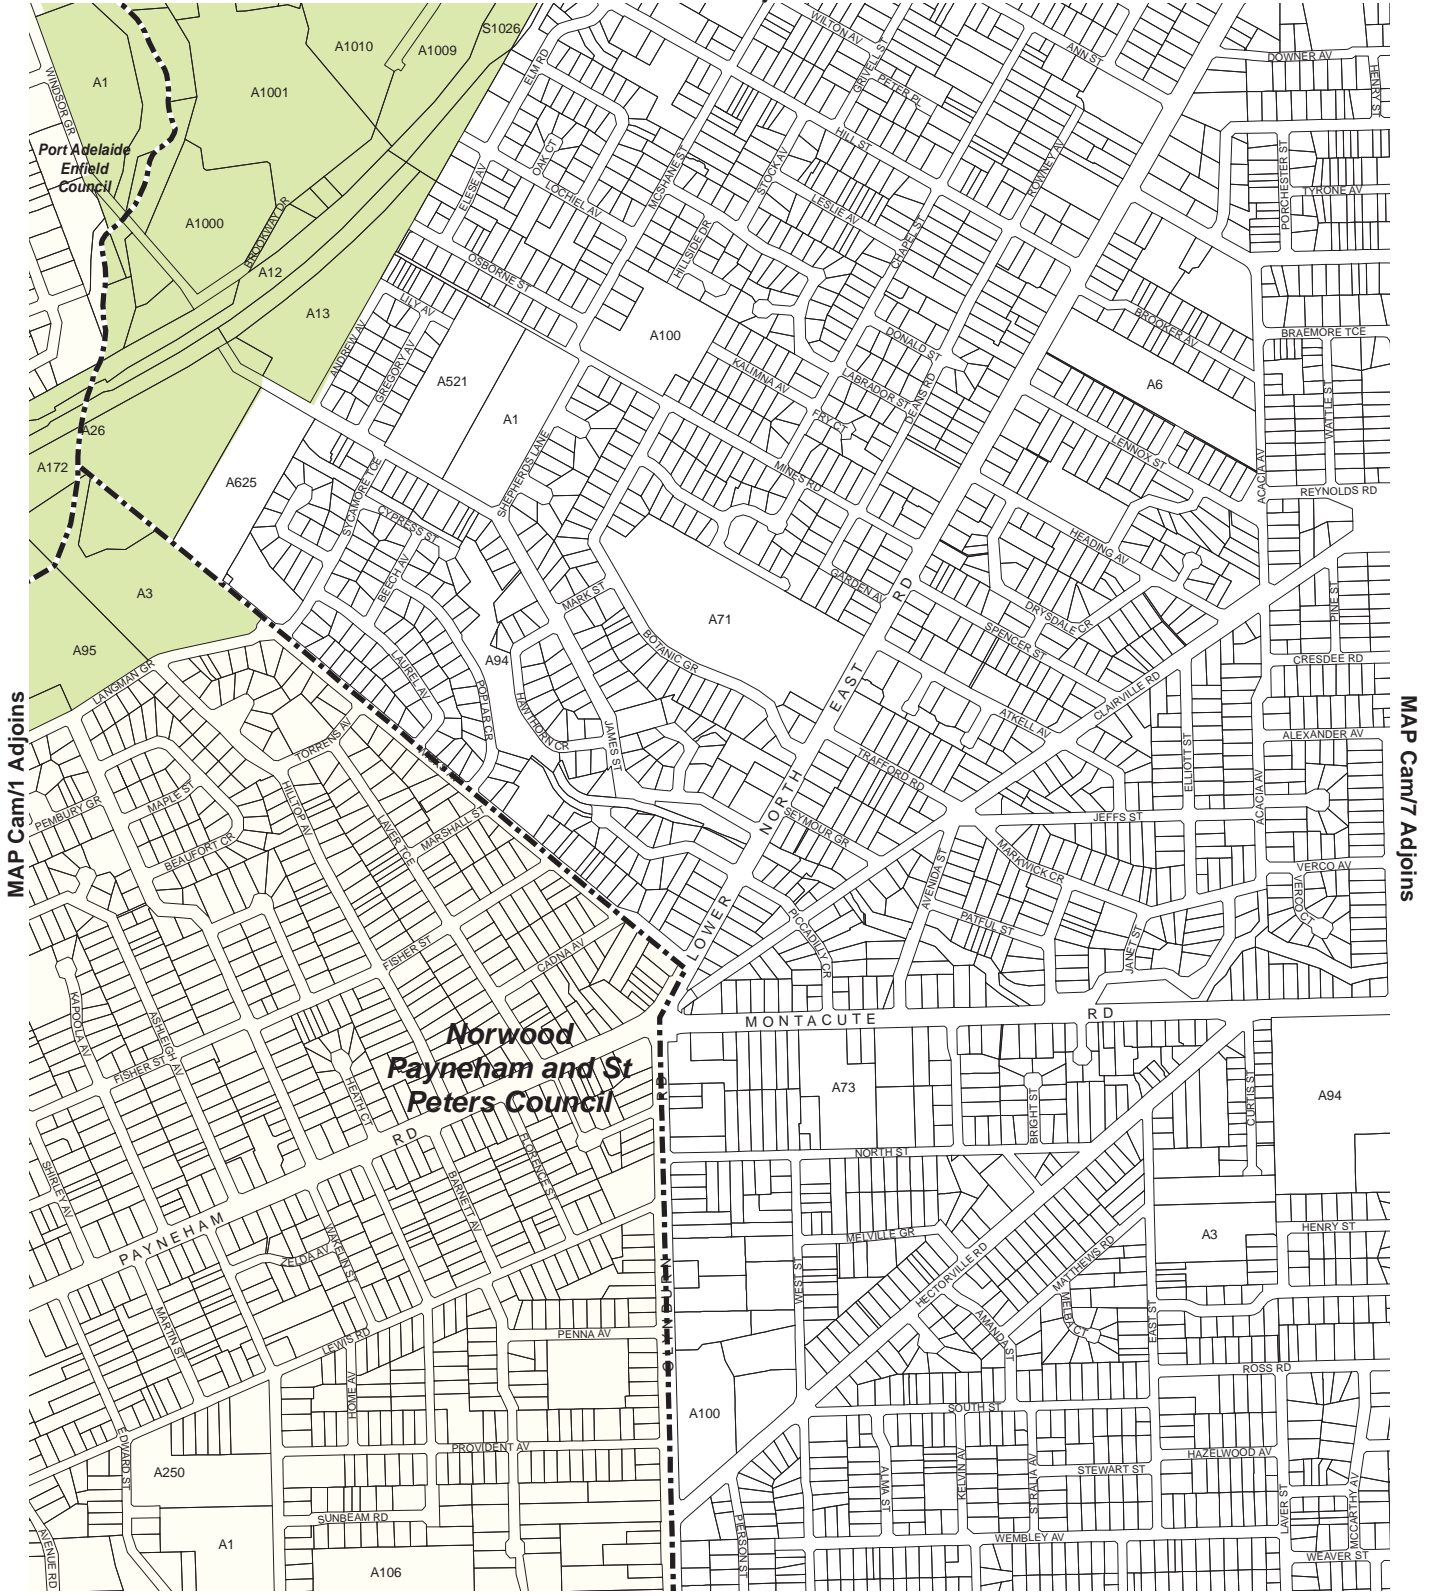 S1026
A1010
A1009
A1
A1001
WINDSOR GR
Port Adelaide
Enfield
Council
A1000
BROOKWAY DR
A12
A13
A26
A172
A625
A3
A95
WILTON AV
GRIVELL ST
PETER PL
ANN ST
DOWNER AV
HENRY ST
ELM RD
OAK CT
ELESE AV
LOCHIEL AV
MCSHANE ST
STOCK AV
HILL ST
LESLIE AV
ROWNEY AV
PORCHESTER ST
TYRONE AV
CHAPEL ST
HILLSIDE DR
OSBORNE ST
LILY AV
ANDREW AV
GREGORY AV
A521
A1
A100
KALIMNA AV
DONALD ST
LABRADOR ST
DEANS RD
FRY CT
BROOKER AV
BRAEMORE TCE
A6
WATTLE ST
LENNOX ST
ACACIA AV
REYNOLDS RD
MINES RD
SHEPHERDS LANE
SYCAMORE TCE
CYPRESS ST
BEECH AV
MARK ST
GARDEN AV
HEADING AV
DRYSDALE CR
SPENCER ST
PINE ST
CRESDEE RD
A71
BOTANIC GR
A94
LAUREL AV
POPLAR CR
HAWTHORN CR
JAMES ST
LOWER NORTH EAST RD
ATKELL AV
CLAIRVILLE RD
TRAFFORD RD
ELLIOTT ST
ALEXANDER AV
ACACIA AV
JEFFS ST
SEYMOUR GR
AVENIDA ST
MARKWICK CR
PATFUL ST
JANET ST
VERCO AV
VERCO CT
PICCADILLY CR
MAP Cam/1 Adjoins
MAP Cam/7 Adjoins
LANGMAN GR
TORRENS AV
PEMBURY GR
MAPLE ST
BEAUFORT CR
HILLTOP AV
LAVER TCE
MARSHALL ST
FISHER ST
CADNA AV
KAPOOLA AV
ASHLEIGH AV
FISHER ST
HEATH CT
Norwood
Payneham and St
Peters Council
MONTACUTE RD
A73
BRIGHT ST
CURTIS ST
A94
NORTH ST
PAYNEHAM RD
SHIRLEY AV
FLORENCE ST
BARNETT AV
WAKELIN ST
ZELDA AV
MARTIN ST
LEWIS RD
HOME AV
PENNA AV
GLYNBURN RD
MELVILLE GR
WEST ST
HECTORVILLE RD
MATTHEWS RD
MELBA CT
AMANDA ST
EAST ST
A3
HENRY ST
ROSS RD
A100
SOUTH ST
PROVIDENT AV
EDWARD ST
A250
A1
SUNBEAM RD
A106
AVENUE RD
PIERSON ST
ALMA ST
KELVIN AV
STRADA AV
STEWART ST
HAZELWOOD AV
LAVER ST
MCCARTHY AV
WEMBLEY AV
WEAVER ST